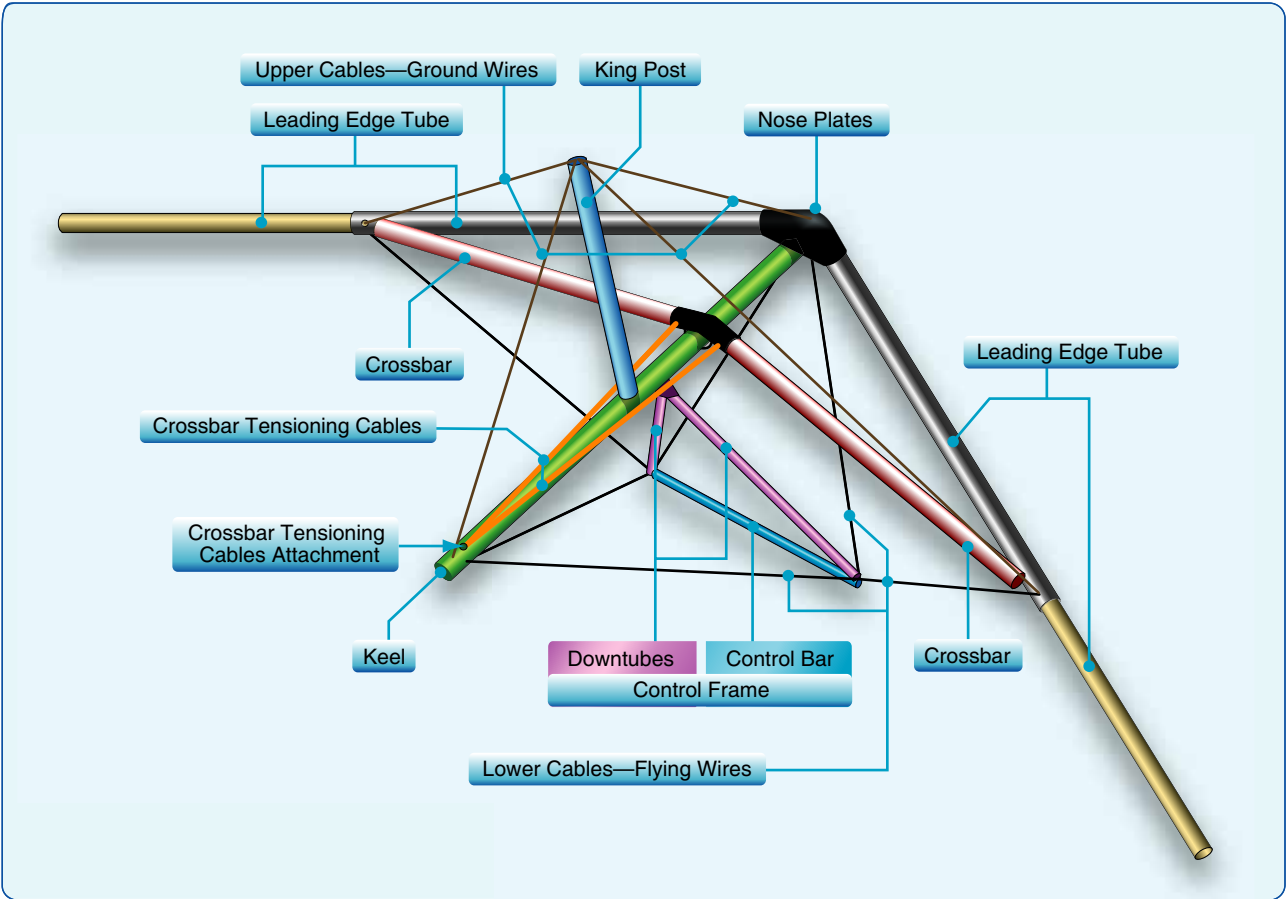 Upper Cables—Ground Wires
King Post
Leading Edge Tube
Nose Plates
Crossbar
Leading Edge Tube
Crossbar Tensioning Cables
Crossbar Tensioning
Cables Attachment
Keel
Downtubes
Control Bar
Control Frame
Crossbar
Lower Cables—Flying Wires